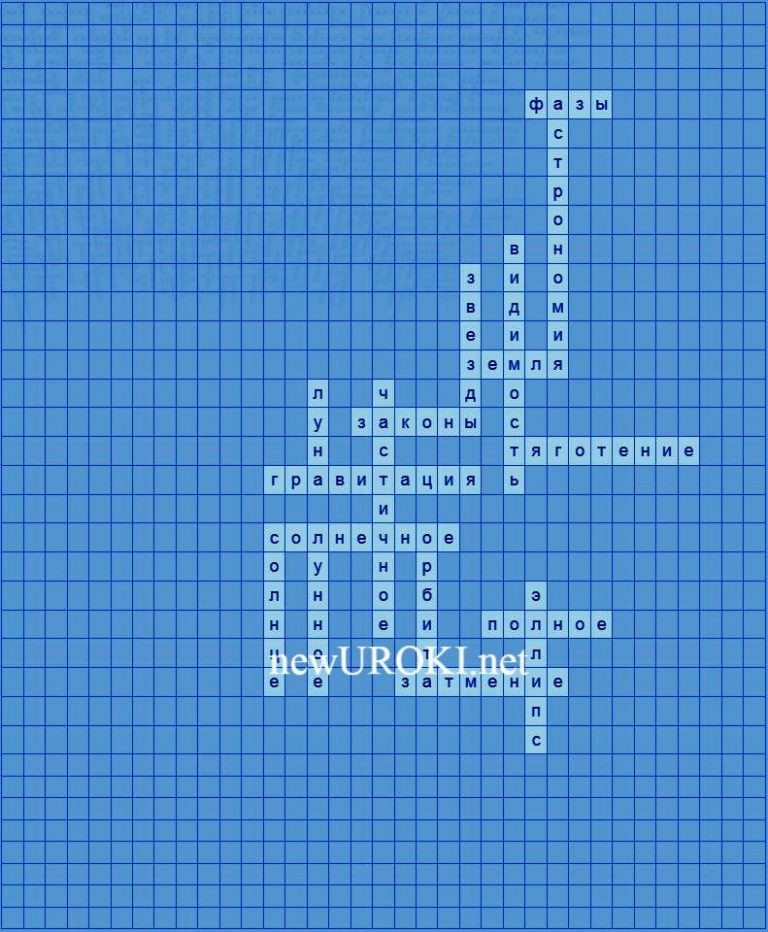 фазы
астрономия
видимость
звезды
земля
луна
частичное
законы
тяготение
гравитация
солнечное
солнце
лунное
орбита
эллипс
полное
newUROKI.net
затмение